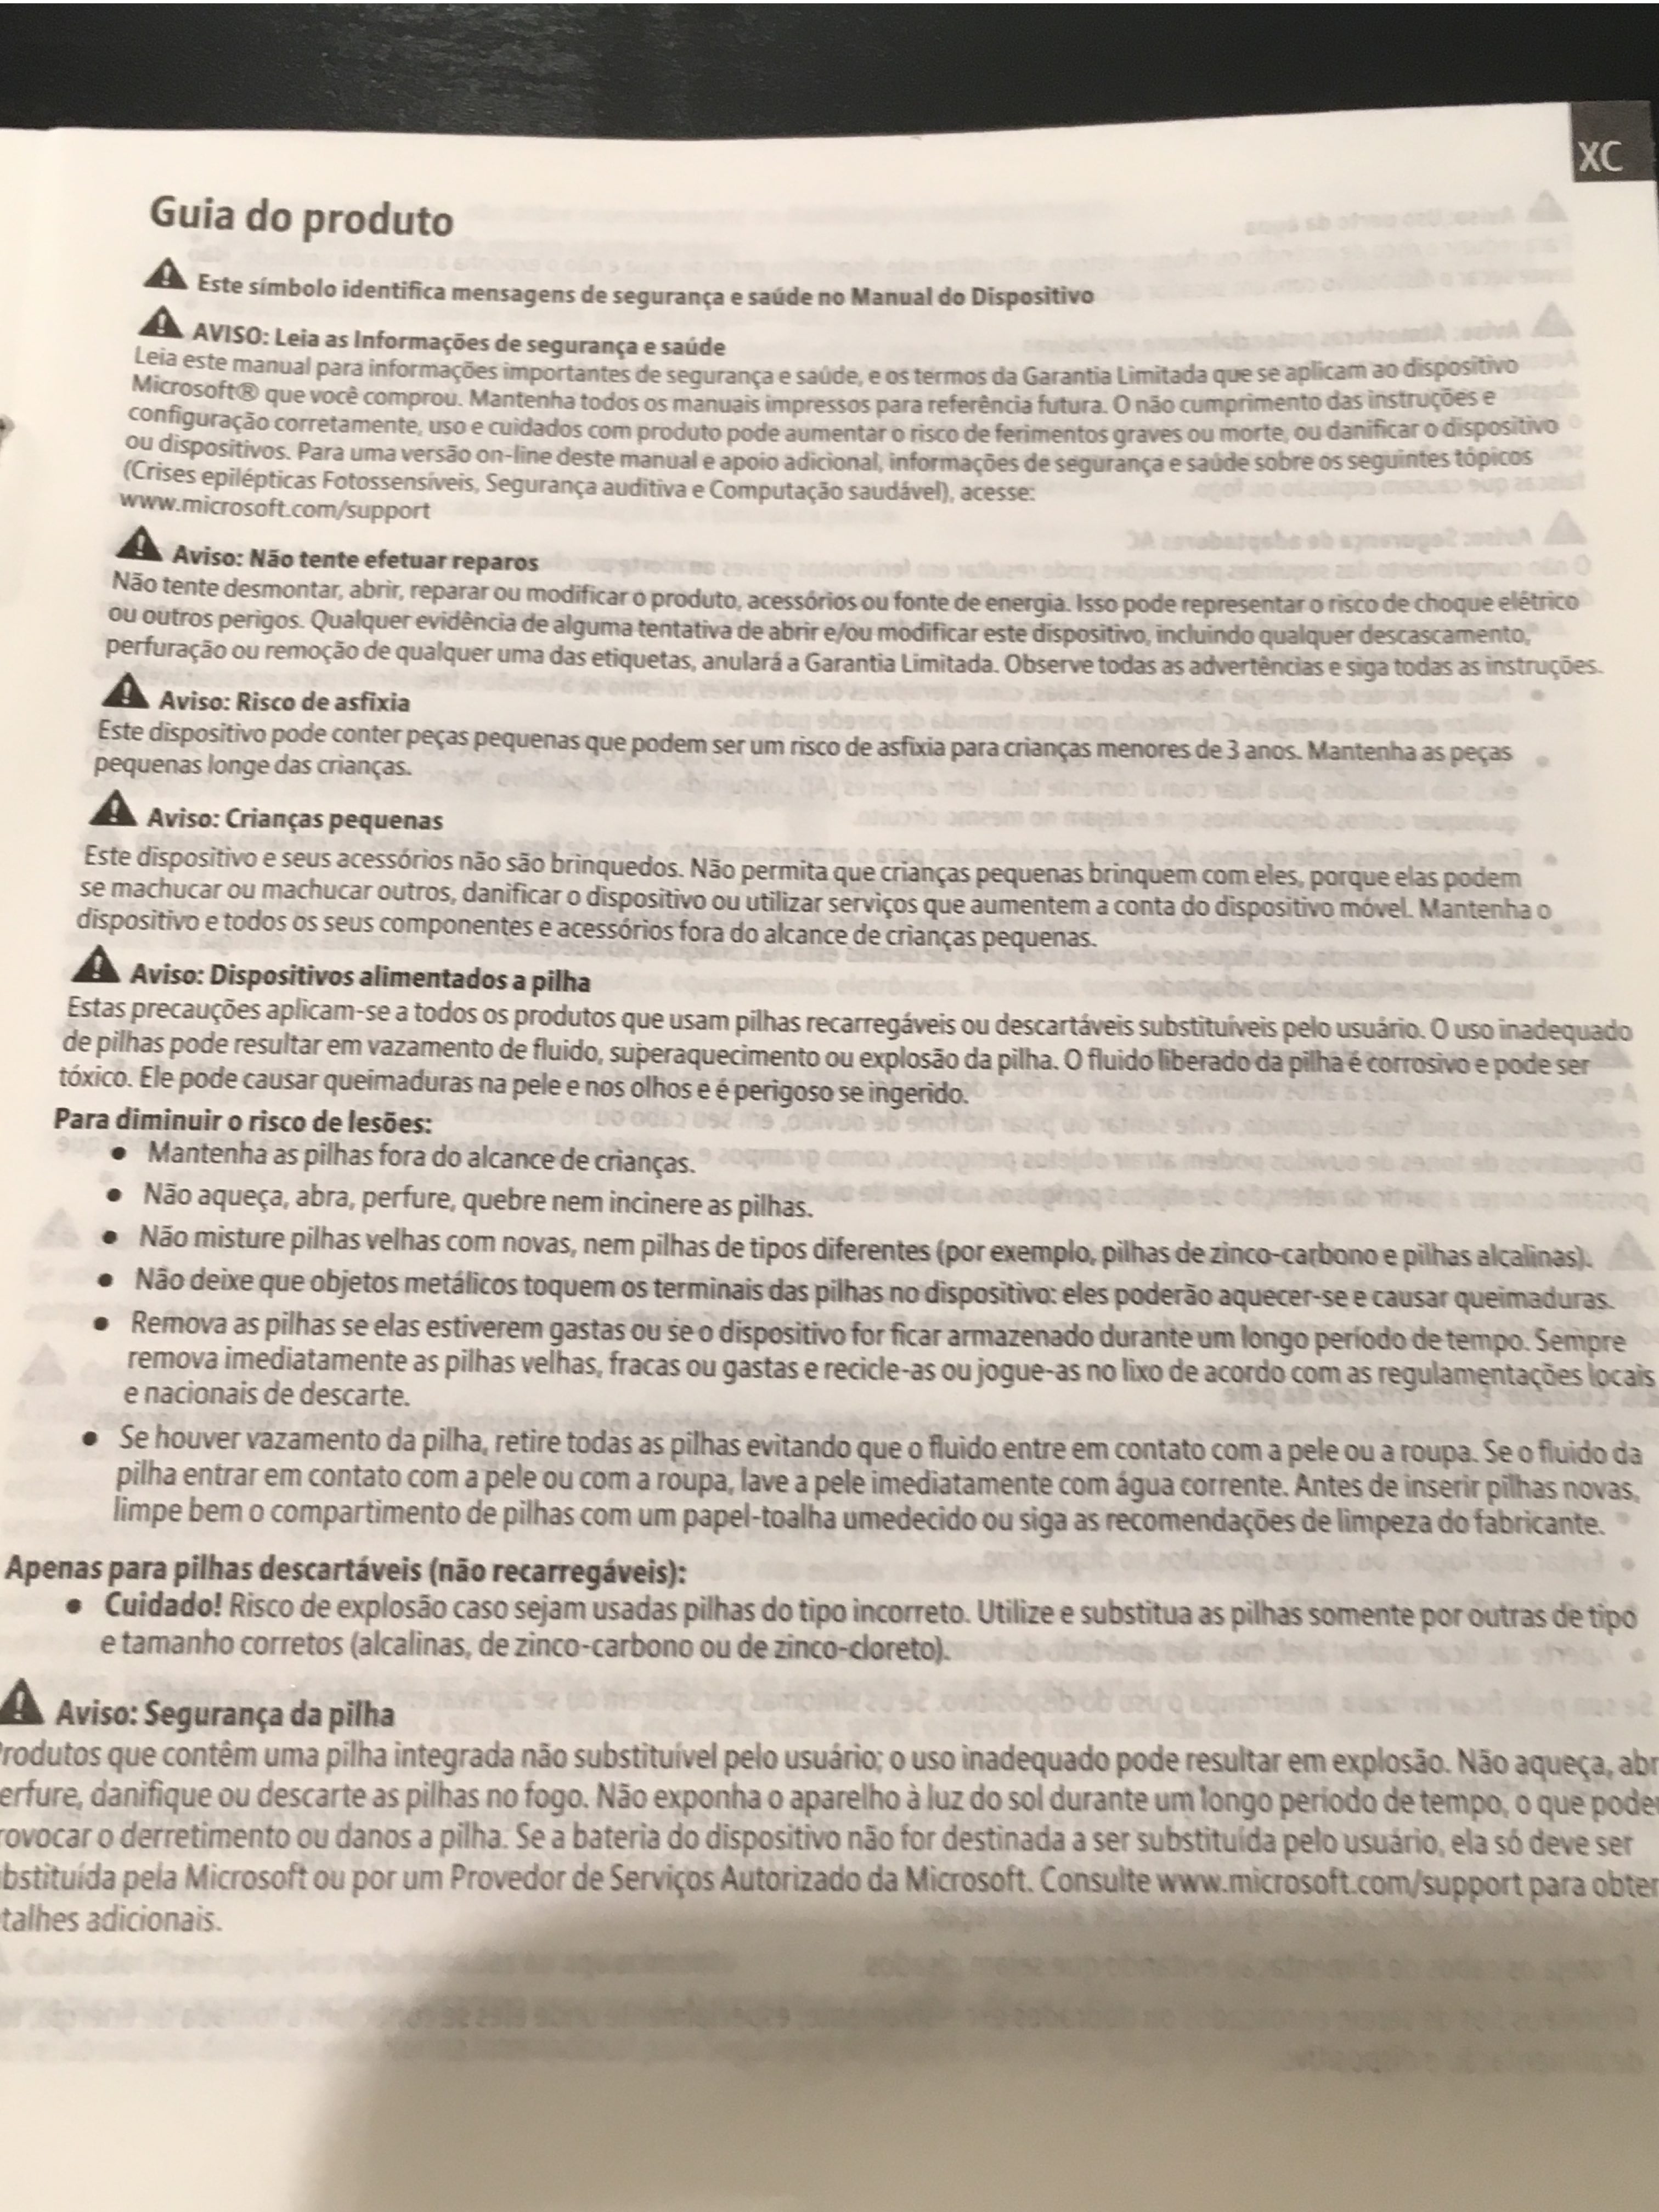 XC
Guia do produto
Este símbolo identifica mensagens de segurança e saúde no Manual do Dispositivo
AVISO: Leia as Informações de segurança e saúde
Leia este manual para informações importantes de segurança e saúde, e os termos da Garantia Limitada que se aplicam ao dispositivo
Microsoft® que você comprou. Mantenha todos os manuais impressos para referência futura. O não cumprimento das instruções e
configuração corretamente, uso e cuidados com produto pode aumentar o risco de ferimentos graves ou morte, ou danificar o dispositivo
ou dispositivos. Para uma versão on-line deste manual e apoio adicional, informações de segurança e saúde sobre os seguintes tópicos
(Crises epilépticas Fotossensíveis, Segurança auditiva e Computação saudável), acesse:
www.microsoft.com/support
Aviso: Não tente efetuar reparos
Não tente desmontar, abrir, reparar ou modificar o produto, acessórios ou fonte de energia. Isso pode representar o risco de choque elétrico
ou outros perigos. Qualquer evidência de alguma tentativa de abrir e/ou modificar este dispositivo, incluindo qualquer descascamento,
perfuração ou remoção de qualquer uma das etiquetas, anulará a Garantia Limitada. Observe todas as advertências e siga todas as instruções.
Aviso: Risco de asfixia
Este dispositivo pode conter peças pequenas que podem ser um risco de asfixia para crianças menores de 3 anos. Mantenha as peças
pequenas longe das crianças.
Aviso: Crianças pequenas
Este dispositivo e seus acessórios não são brinquedos. Não permita que crianças pequenas brinquem com eles, porque elas podem
se machucar ou machucar outros, danificar o dispositivo ou utilizar serviços que aumentem a conta do dispositivo móvel. Mantenha o
dispositivo e todos os seus componentes e acessórios fora do alcance de crianças pequenas.
Aviso: Dispositivos alimentados a pilha
Estas precauções aplicam-se a todos os produtos que usam pilhas recarregáveis ou descartáveis substituíveis pelo usuário. O uso inadequado
de pilhas pode resultar em vazamento de fluido, superaquecimento ou explosão da pilha. O fluido liberado da pilha é corrosivo e pode ser
tóxico. Ele pode causar queimaduras na pele e nos olhos e é perigoso se ingerido.
Para diminuir o risco de lesões:
• Mantenha as pilhas fora do alcance de crianças.
• Não aqueça, abra, perfure, quebre nem incinere as pilhas.
• Não misture pilhas velhas com novas, nem pilhas de tipos diferentes (por exemplo, pilhas de zinco-carbono e pilhas alcalinas).
• Não deixe que objetos metálicos toquem os terminais das pilhas no dispositivo: eles poderão aquecer-se e causar queimaduras.
• Remova as pilhas se elas estiverem gastas ou se o dispositivo for ficar armazenado durante um longo período de tempo. Sempre
remova imediatamente as pilhas velhas, fracas ou gastas e recicle-as ou jogue-as no lixo de acordo com as regulamentações locais
e nacionais de descarte.
• Se houver vazamento da pilha, retire todas as pilhas evitando que o fluido entre em contato com a pele ou a roupa. Se o fluido da
pilha entrar em contato com a pele ou com a roupa, lave a pele imediatamente com água corrente. Antes de inserir pilhas novas,
limpe bem o compartimento de pilhas com um papel-toalha umedecido ou siga as recomendações de limpeza do fabricante.
Apenas para pilhas descartáveis (não recarregáveis):
• Cuidado! Risco de explosão caso sejam usadas pilhas do tipo incorreto. Utilize e substitua as pilhas somente por outras de tipo
e tamanho corretos (alcalinas, de zinco-carbono ou de zinco-cloreto).
Aviso: Segurança da pilha
rodutos que contêm uma pilha integrada não substituível pelo usuário; o uso inadequado pode resultar em explosão. Não aqueça, abr
erfure, danifique ou descarte as pilhas no fogo. Não exponha o aparelho à luz do sol durante um longo período de tempo, o que poder
rovocar o derretimento ou danos a pilha. Se a bateria do dispositivo não for destinada a ser substituída pelo usuário, ela só deve ser
bstituída pela Microsoft ou por um Provedor de Serviços Autorizado da Microsoft. Consulte www.microsoft.com/support para obter
talhes adicionais.